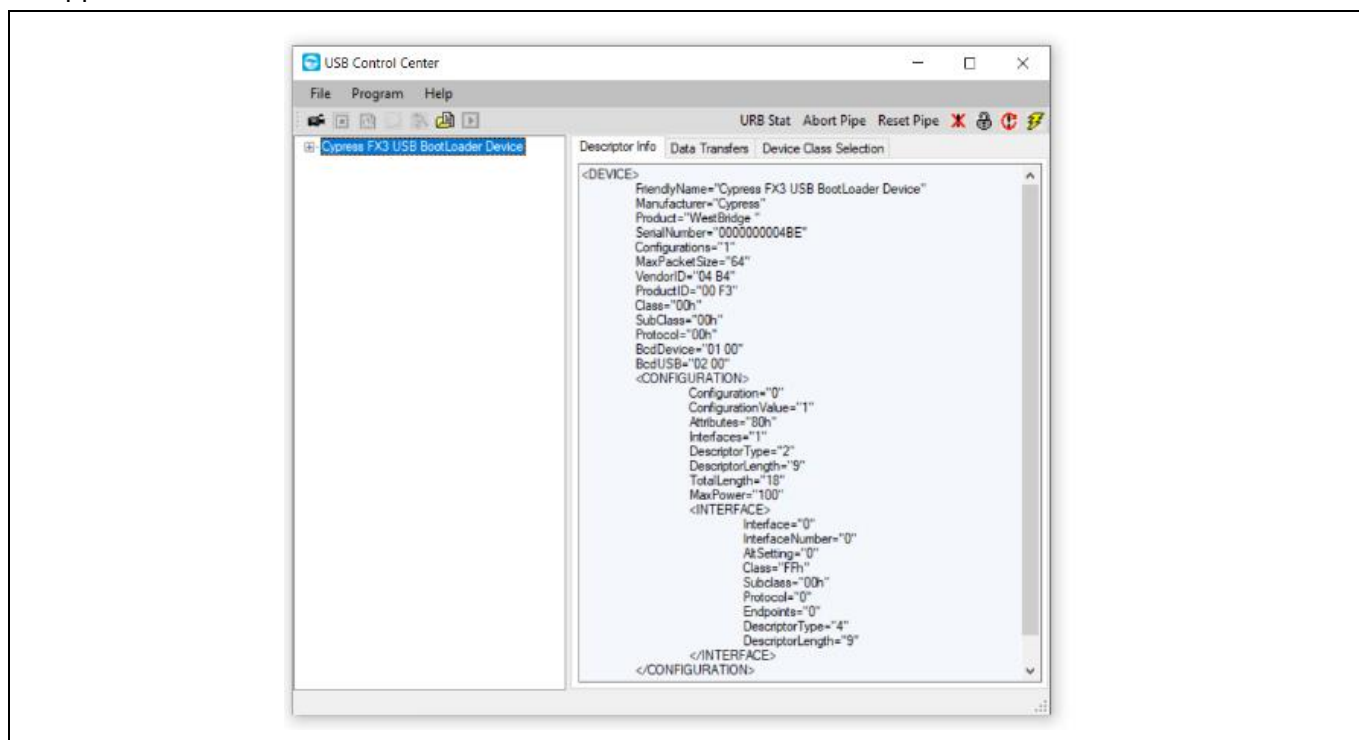 USB Control Center
File Program Help
URB Stat Abort Pipe Reset Pipe
Cypress FX3 USB BootLoader Device
Descriptor Info Data Transfers Device Class Selection
<DEVICE>
FriendlyName="Cypress FX3 USB BootLoader Device"
Manufacturer="Cypress"
Product="WestBridge "
SerialNumber="0000000004BE"
Configurations="1"
MaxPacketSize="64"
VendorID="04 B4"
ProductID="00 F3"
Class="00h"
SubClass="00h"
Protocol="00h"
BcdDevice="01 00"
BcdUSB="02 00"
<CONFIGURATION>
Configuration="0"
ConfigurationValue="1"
Attributes="80h"
Interfaces="1"
DescriptorType="2"
DescriptorLength="9"
TotalLength="18"
MaxPower="100"
<INTERFACE>
Interface="0"
InterfaceNumber="0"
AltSetting="0"
Class="FFh"
Subclass="00h"
Protocol="0"
Endpoints="0"
DescriptorType="4"
DescriptorLength="9"
</INTERFACE>
</CONFIGURATION>